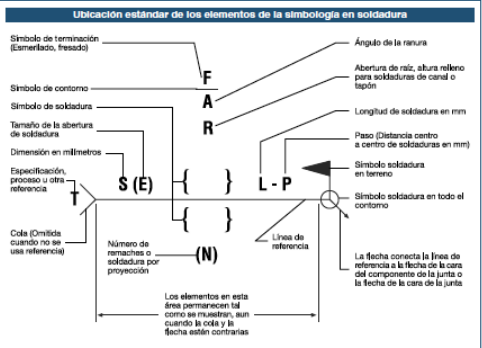 Ubicación estándar de los elementos de la simbología en soldadura
Símbolo de terminación
(Esmerilado, fresado)
Símbolo de contorno
Símbolo de soldadura
Tamaño de la abertura
de soldadura
Dimensión en milímetros
Especificación,
proceso u otra
referencia
Cola (Omitida
cuando no se
usa referencia)
F
A
R
S (E)
{ }
{ }
L - P
T
(N)
Número de
remaches o
soldadura por
proyección
Los elementos en esta
área permanecen tal
como se muestran, aun
cuando la cola y la
flecha estén contrarias
Línea de
referencia
Ángulo de la ranura
Abertura de raíz, altura relleno
para soldaduras de canal o
tapón
Longitud de soldadura en mm
Paso (Distancia centro
a centro de soldaduras en mm)
Símbolo soldadura
en terreno
Símbolo soldadura en todo el
contorno
La flecha conecta la línea de
referencia a la flecha de la cara
del componente de la junta o
la flecha de la cara de la junta